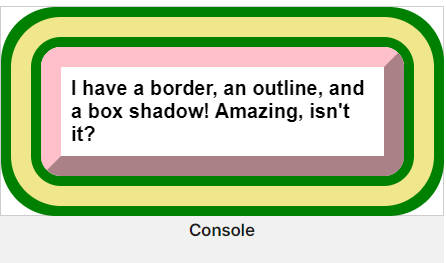 I have a border, an outline, and
a box shadow! Amazing, isn't
it?
Console